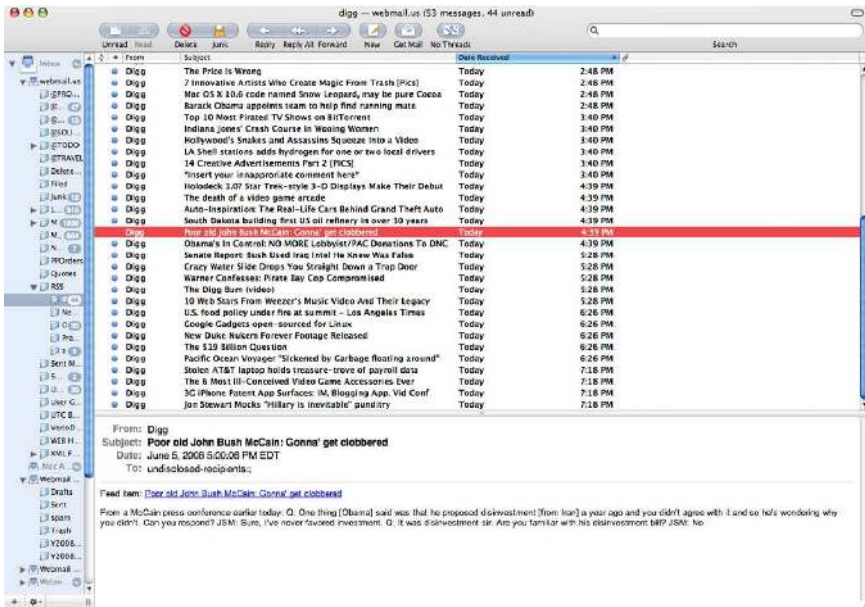 digg — webmail.us (53 messages, 44 unread)
Unread Read Delete Junk Reply Reply All Forward New Get Mail No Threads Search
From Subject Date Received
Digg The Price is Wrong Today 2:48 PM
Digg 7 Innovative Artists Who Create Magic From Trash [Pics] Today 2:48 PM
Digg Mac OS X 10.6 code named Snow Leopard, may be pure Cocoa Today 2:48 PM
Digg Barack Obama appoints team to help find running mate Today 2:48 PM
Digg Top 10 Most Pirated TV Shows on BitTorrent Today 3:40 PM
Digg Indiana Jones' Crash Course in Wooing Women Today 3:40 PM
Digg Hollywood's Snakes and Assassins Squeeze Into a Video Today 3:40 PM
Digg LA Shell stations adds hydrogen for one or two local drivers Today 3:40 PM
Digg 14 Creative Advertisements Part 2 [PICS] Today 3:40 PM
Digg "Insert your innapproriate comment here" Today 3:40 PM
Digg Holodeck 1.0? Star Trek-style 3-D Displays Make Their Debut Today 4:39 PM
Digg The death of a video game arcade Today 4:39 PM
Digg Auto-Inspiration: The Real-Life Cars Behind Grand Theft Auto Today 4:39 PM
Digg South Dakota building first US oil refinery in over 30 years Today 4:39 PM
Digg Poor old John Bush McCain: Gonna' get clobbered Today 4:39 PM
Digg Obama's In Control: NO MORE Lobbyist/PAC Donations To DNC Today 4:39 PM
Digg Senate Report: Bush Used Iraq Intel He Knew Was False Today 5:28 PM
Digg Crazy Water Slide Drops You Straight Down a Trap Door Today 5:28 PM
Digg Warner Confesses: Pirate Bay Cop Compromised Today 5:28 PM
Digg The Digg Bum (video) Today 5:28 PM
Digg 10 Web Stars From Weezer's Music Video And Their Legacy Today 5:28 PM
Digg U.S. food policy under fire at summit - Los Angeles Times Today 6:26 PM
Digg Google Gadgets open-sourced for Linux Today 6:26 PM
Digg New Duke Nukem Forever Footage Released Today 6:26 PM
Digg The $19 Billion Question Today 6:26 PM
Digg Pacific Ocean Voyager "Sickened by Garbage floating around" Today 6:26 PM
Digg Stolen AT&T laptop holds treasure-trove of payroll data Today 7:18 PM
Digg The 6 Most Ill-Conceived Video Game Accessories Ever Today 7:18 PM
Digg 3G iPhone Patent App Surfaces: IM, Blogging App. Vid Conf Today 7:18 PM
Digg Jon Stewart Mocks "Hillary is inevitable" punditry Today 7:18 PM
Inbox
webmail.us
@PRO...
@SOU...
@TODO
@TRAVEL
Delete...
Filed
Junk
L...
M
M..
N..
PPOrders
Quotes
RSS
Ne...
Pra...
Sent M...
S...
U..
User G...
UTC B...
VerioD...
WEB H...
XML F...
Webmail ...
Drafts
Sent
spam
Trash
Y2008...
Y2008...
Webmail ...
From: Digg
Subject: Poor old John Bush McCain: Gonna' get clobbered
Date: June 5, 2008 5:00:06 PM EDT
To: undisclosed-recipients:;
Feed item: Poor old John Bush McCain: Gonna' get clobbered
From a McCain press conference earlier today: Q: One thing [Obama] said was that he proposed disinvestment [from Iran] a year ago and you didn't agree with it and so he's wondering why
you didn't. Can you respond? JSM: Sure, I've never favored investment. Q: It was disinvestment sir. Are you familiar with his disinvestment bill? JSM: No